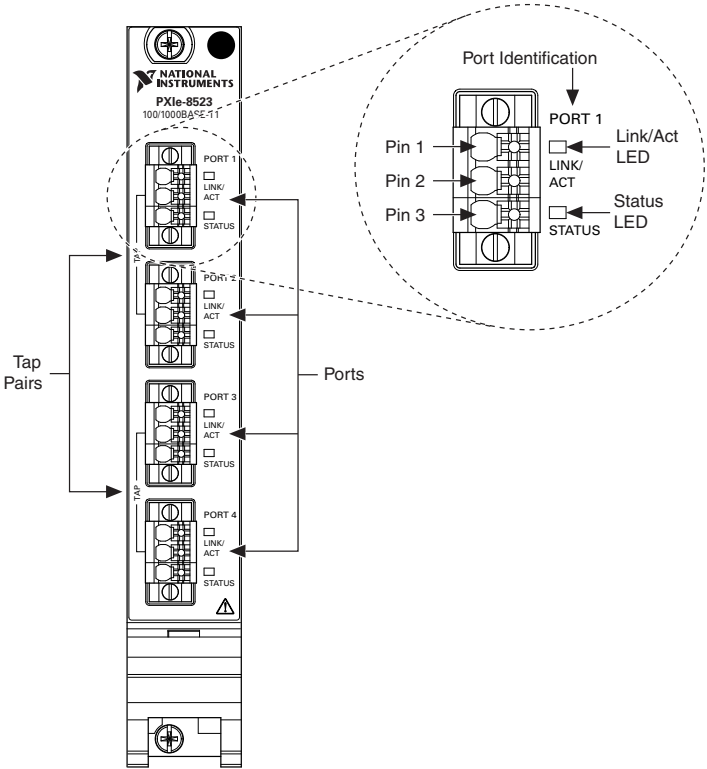 NATIONAL
INSTRUMENTS
PXIe-8523
100/1000BASE-T1
PORT 1
LINK/
ACT
STATUS
TAP
PORT 2
LINK/
ACT
STATUS
PORT 3
LINK/
ACT
STATUS
TAP
PORT 4
LINK/
ACT
STATUS
Tap
Pairs
Ports
Port Identification
PORT 1
Pin 1
Pin 2
Pin 3
LINK/
ACT
STATUS
Link/Act
LED
Status
LED